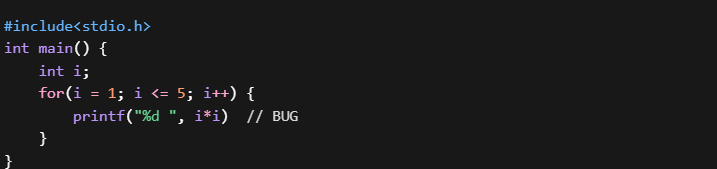 #include<stdio.h>
int main() {
    int i;
    for(i = 1; i <= 5; i++) {
        printf("%d ", i*i)  // BUG
    }
}